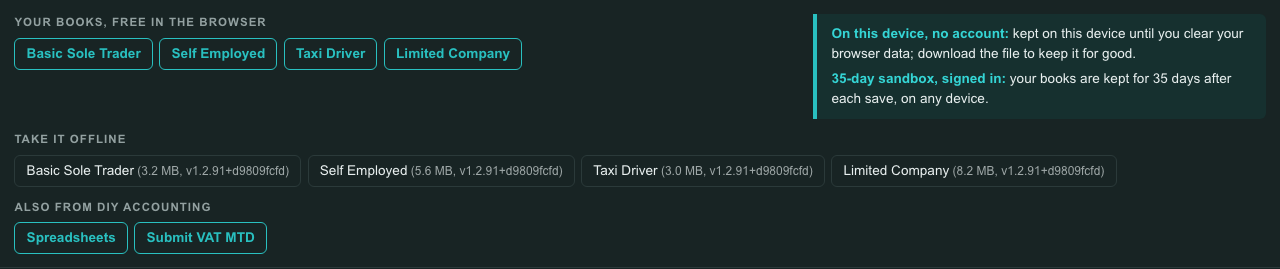 YOUR BOOKS, FREE IN THE BROWSER
Basic Sole Trader
Self Employed
Taxi Driver
Limited Company
On this device, no account: kept on this device until you clear your
browser data; download the file to keep it for good.
35-day sandbox, signed in: your books are kept for 35 days after
each save, on any device.
TAKE IT OFFLINE
Basic Sole Trader (3.2 MB, v1.2.91+d9809fcfd)
Self Employed (5.6 MB, v1.2.91+d9809fcfd)
Taxi Driver (3.0 MB, v1.2.91+d9809fcfd)
Limited Company (8.2 MB, v1.2.91+d9809fcfd)
ALSO FROM DIY ACCOUNTING
Spreadsheets
Submit VAT MTD